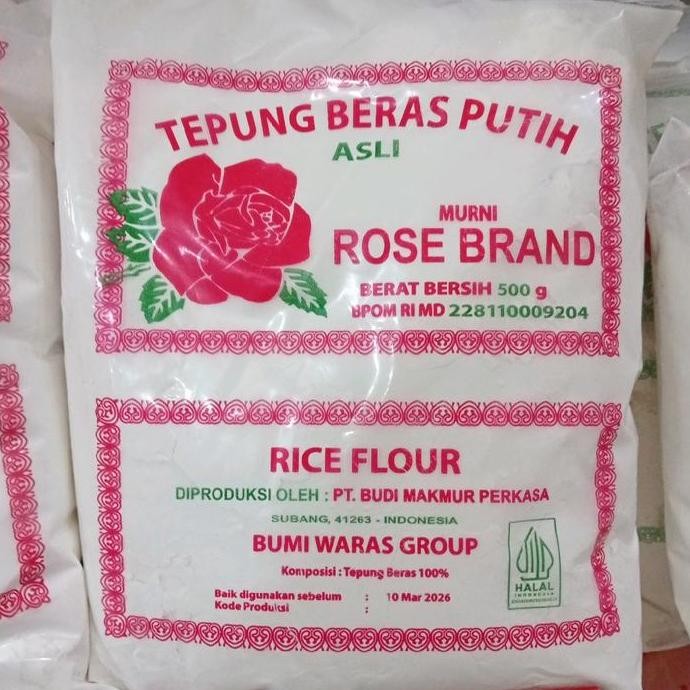 TEPUNG BERAS PUTIH
ASLI
MURNI
ROSE BRAND
BERAT BERSIH 500 g
BPOM RI MD 228110009204
RICE FLOUR
DIPRODUKSI OLEH : PT. BUDI MAKMUR PERKASA
SUBANG, 41263 - INDONESIA
BUMI WARAS GROUP
Komposisi : Tepung Beras 100%
Baik digunakan sebelum : 10 Mar 2026
Kode Produksi :
HALAL
INDONESIA